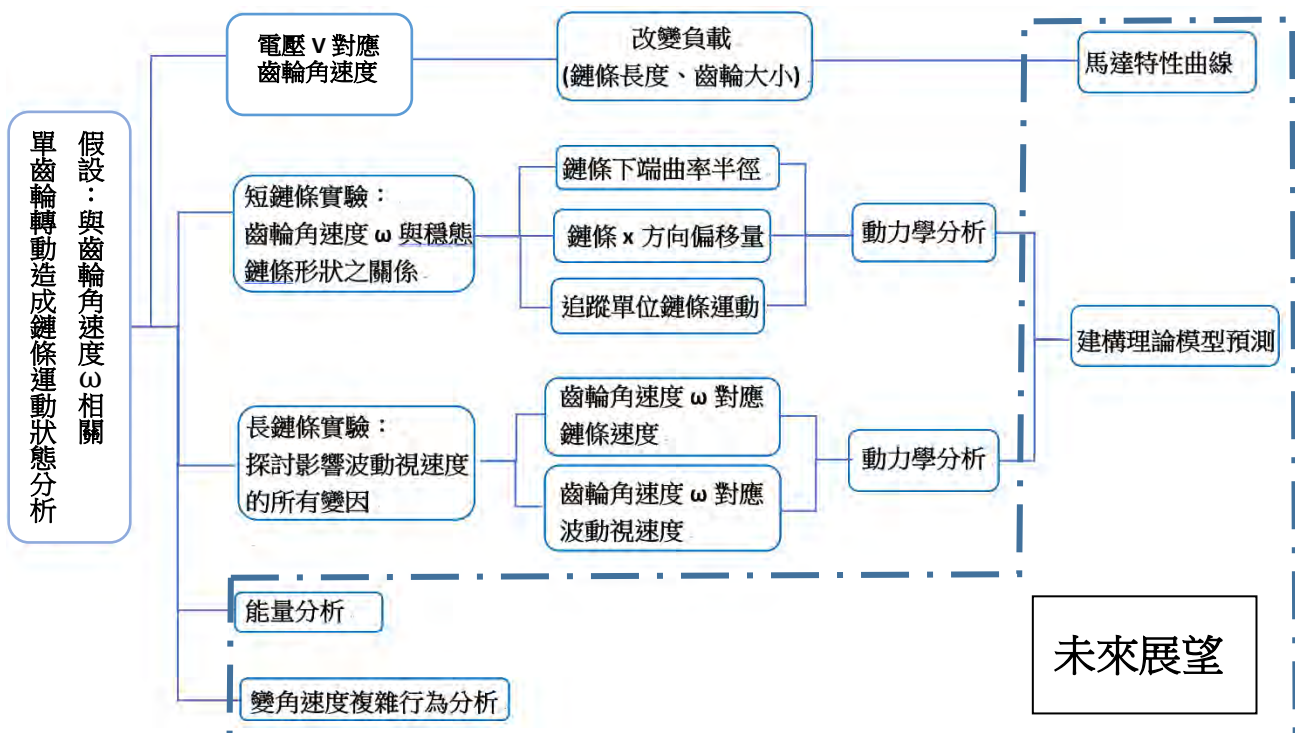 假設：與齒輪角速度ω相關
單齒輪轉動造成鏈條運動狀態分析
電壓 V 對應
齒輪角速度
改變負載
(鏈條長度、齒輪大小)
馬達特性曲線
短鏈條實驗：
齒輪角速度 ω 與穩態
鏈條形狀之關係
鏈條下端曲率半徑
鏈條 x 方向偏移量
追蹤單位鏈條運動
動力學分析
建構理論模型預測
長鏈條實驗：
探討影響波動視速度
的所有變因
齒輪角速度 ω 對應
鏈條速度
齒輪角速度 ω 對應
波動視速度
動力學分析
能量分析
變角速度複雜行為分析
未來展望